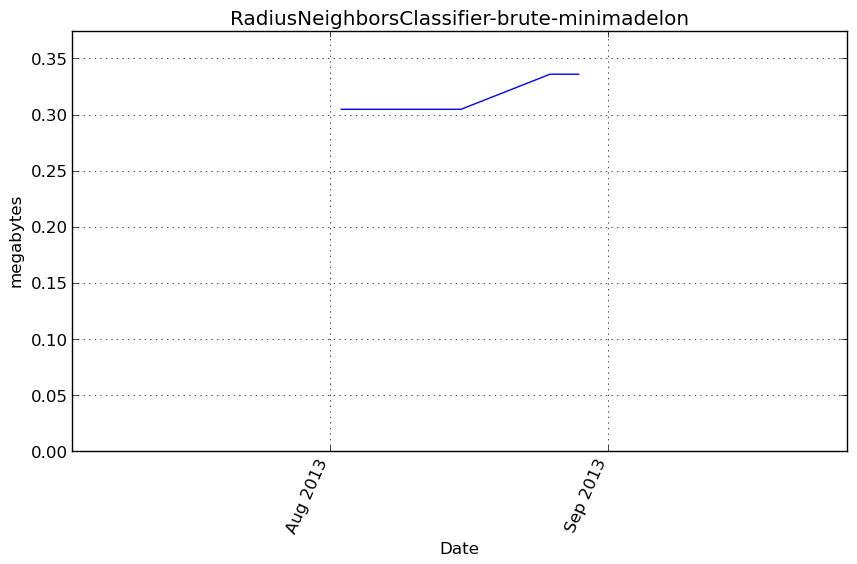 RadiusNeighborsClassifier-brute-minimadelon
0.35
0.30
0.25
0.20
0.15
0.10
0.05
0.00
megabytes
Aug 2013
Sep 2013
Date